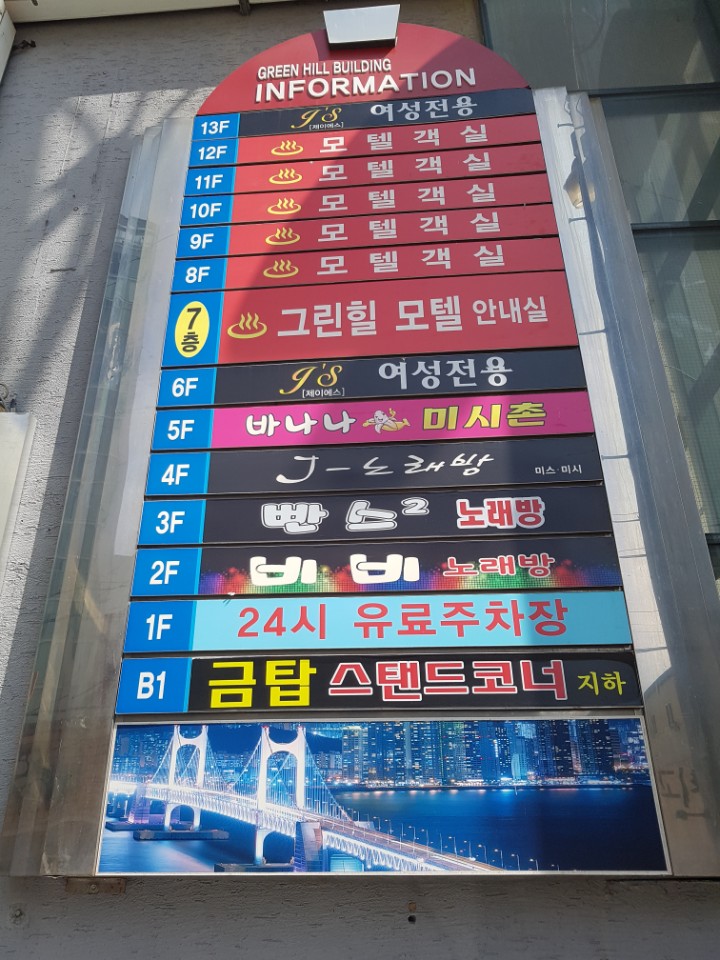 GREEN HILL BUILDING
INFORMATION
13F J'S [제이에스] 여성전용
12F 모텔객실
11F 모텔객실
10F 모텔객실
9F 모텔객실
8F 모텔객실
7층 그린힐 모텔 안내실
6F J'S [제이에스] 여성전용
5F 바나나 미시촌
4F J-노래방 미스·미시
3F 빤스2 노래방
2F 비비 노래방
1F 24시 유료주차장
B1 금탑 스탠드코너 지하